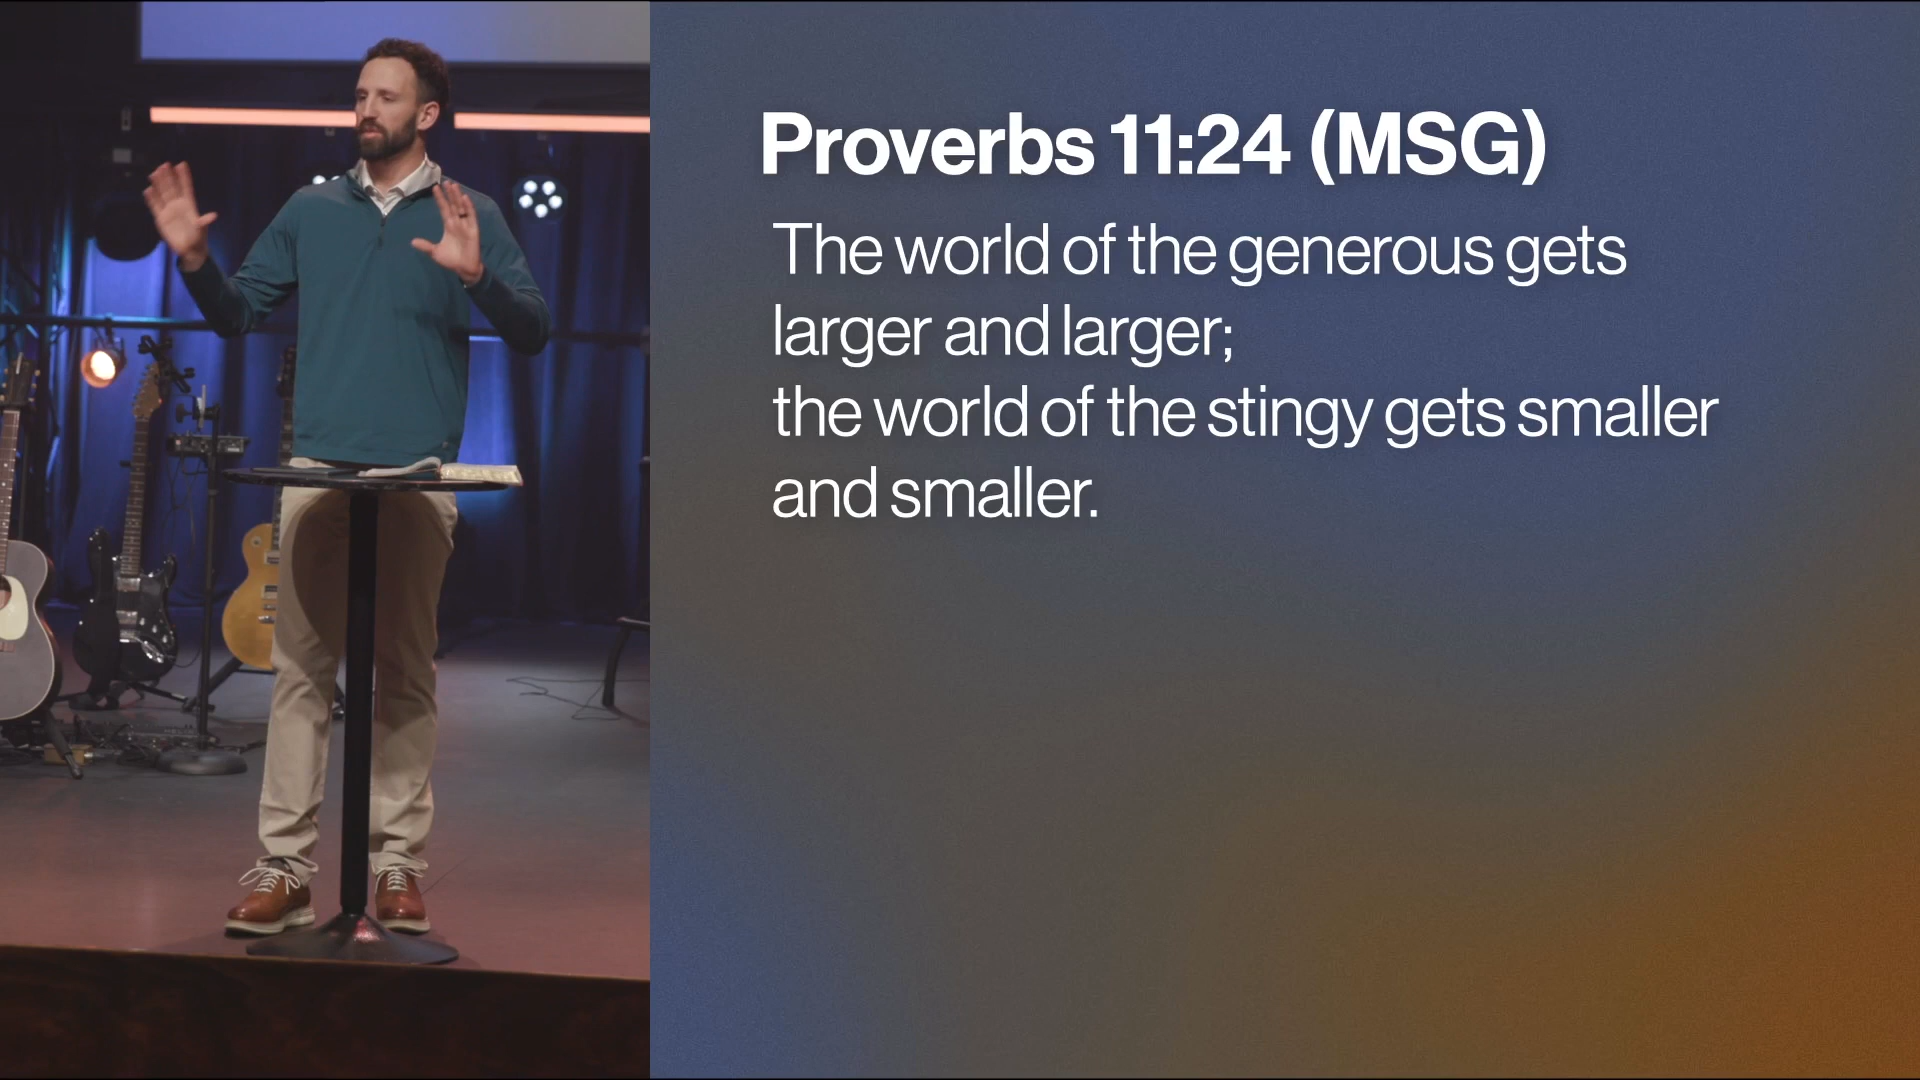 Proverbs 11:24 (MSG)
The world of the generous gets
larger and larger;
the world of the stingy gets smaller
and smaller.